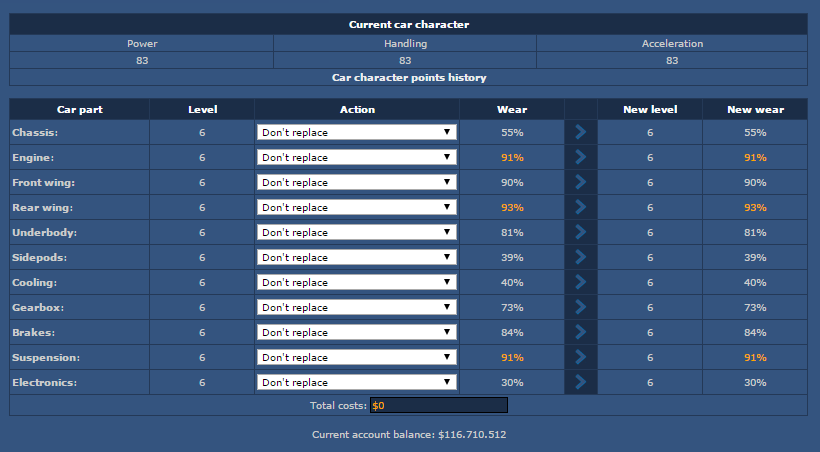 Current car character
Power Handling Acceleration
83 83 83
Car character points history
Car part Level Action Wear New level New wear
Chassis: 6 Don't replace 55% 6 55%
Engine: 6 Don't replace 91% 6 91%
Front wing: 6 Don't replace 90% 6 90%
Rear wing: 6 Don't replace 93% 6 93%
Underbody: 6 Don't replace 81% 6 81%
Sidepods: 6 Don't replace 39% 6 39%
Cooling: 6 Don't replace 40% 6 40%
Gearbox: 6 Don't replace 73% 6 73%
Brakes: 6 Don't replace 84% 6 84%
Suspension: 6 Don't replace 91% 6 91%
Electronics: 6 Don't replace 30% 6 30%
Total costs: $0
Current account balance: $116.710.512